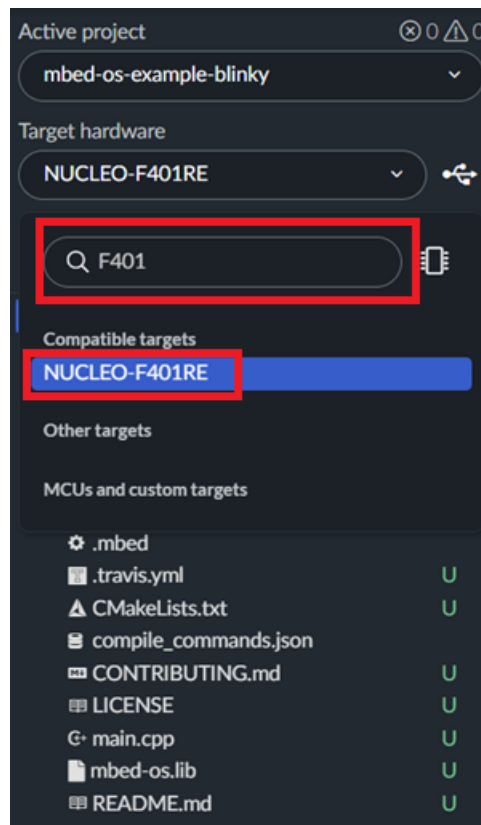 Active project 0 0
mbed-os-example-blinky
Target hardware
NUCLEO-F401RE
F401
Compatible targets
NUCLEO-F401RE
Other targets
MCUs and custom targets
.mbed
.travis.yml U
CMakeLists.txt U
compile_commands.json
CONTRIBUTING.md U
LICENSE U
main.cpp U
mbed-os.lib U
README.md U